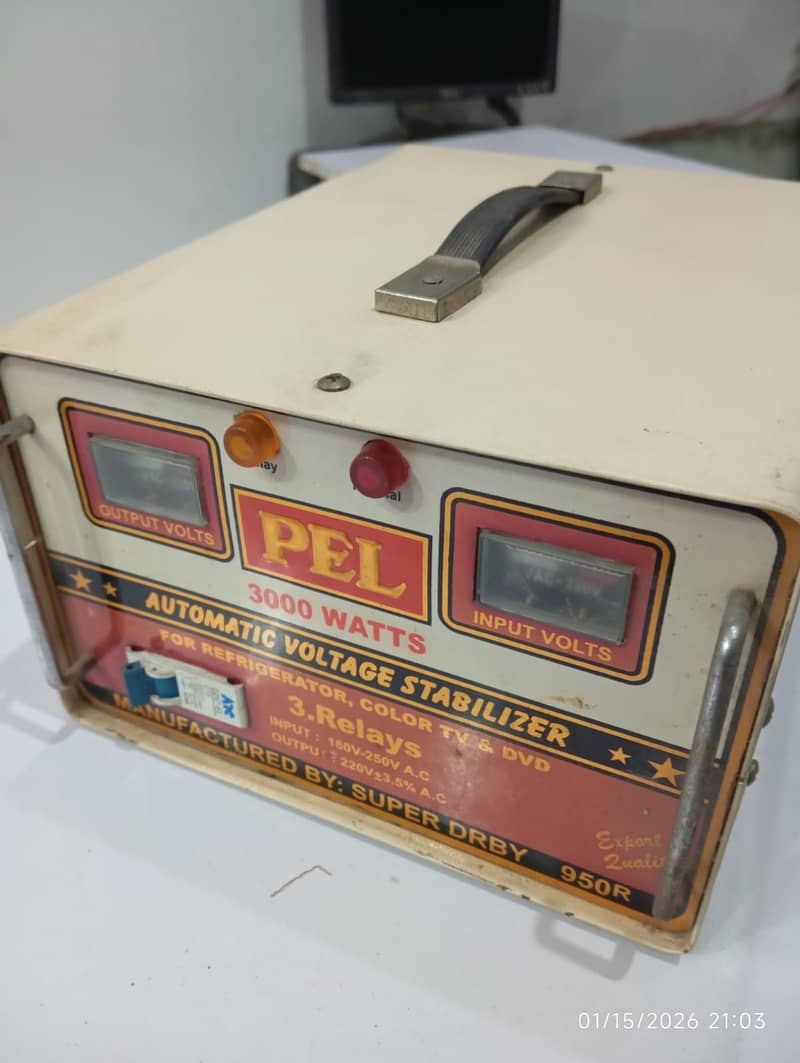 OUTPUT VOLTS
PEL
3000 WATTS
INPUT VOLTS
AUTOMATIC VOLTAGE STABILIZER
FOR REFRIGERATOR, COLOR TV & DVD
3.Relays
INPUT : 160V-250V A.C
OUTPUT : 220V±3.5% A.C
MANUFACTURED BY: SUPER DRBY 950R
Export
01/15/2026 21:03